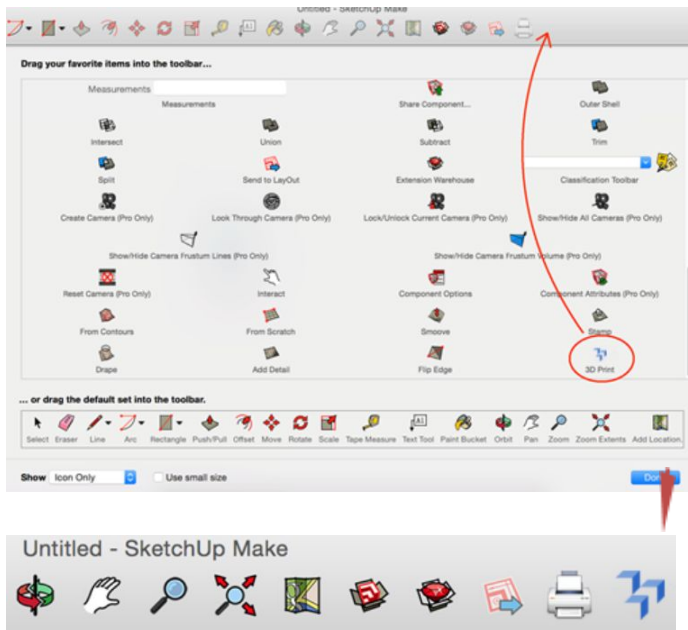 Untitled - SketchUp Make
Drag your favorite items into the toolbar...
Measurements
Measurements Share Component... Outer Shell
Intersect Union Subtract Trim
Split Send to LayOut Extension Warehouse Classification Toolbar
Create Camera (Pro Only) Look Through Camera (Pro Only) Lock/Unlock Current Camera (Pro Only) Show/Hide All Cameras (Pro Only)
Show/Hide Camera Frustum Lines (Pro Only) Show/Hide Camera Frustum Volume (Pro Only)
Reset Camera (Pro Only) Interact Component Options Component Attributes (Pro Only)
From Contours From Scratch Smoove Stamp
Drape Add Detail Flip Edge 3D Print
... or drag the default set into the toolbar.
A1
Select Eraser Line Arc Rectangle Push/Pull Offset Move Rotate Scale Tape Measure Text Tool Paint Bucket Orbit Pan Zoom Zoom Extents Add Location
Show Icon Only Use small size
Untitled - SketchUp Make